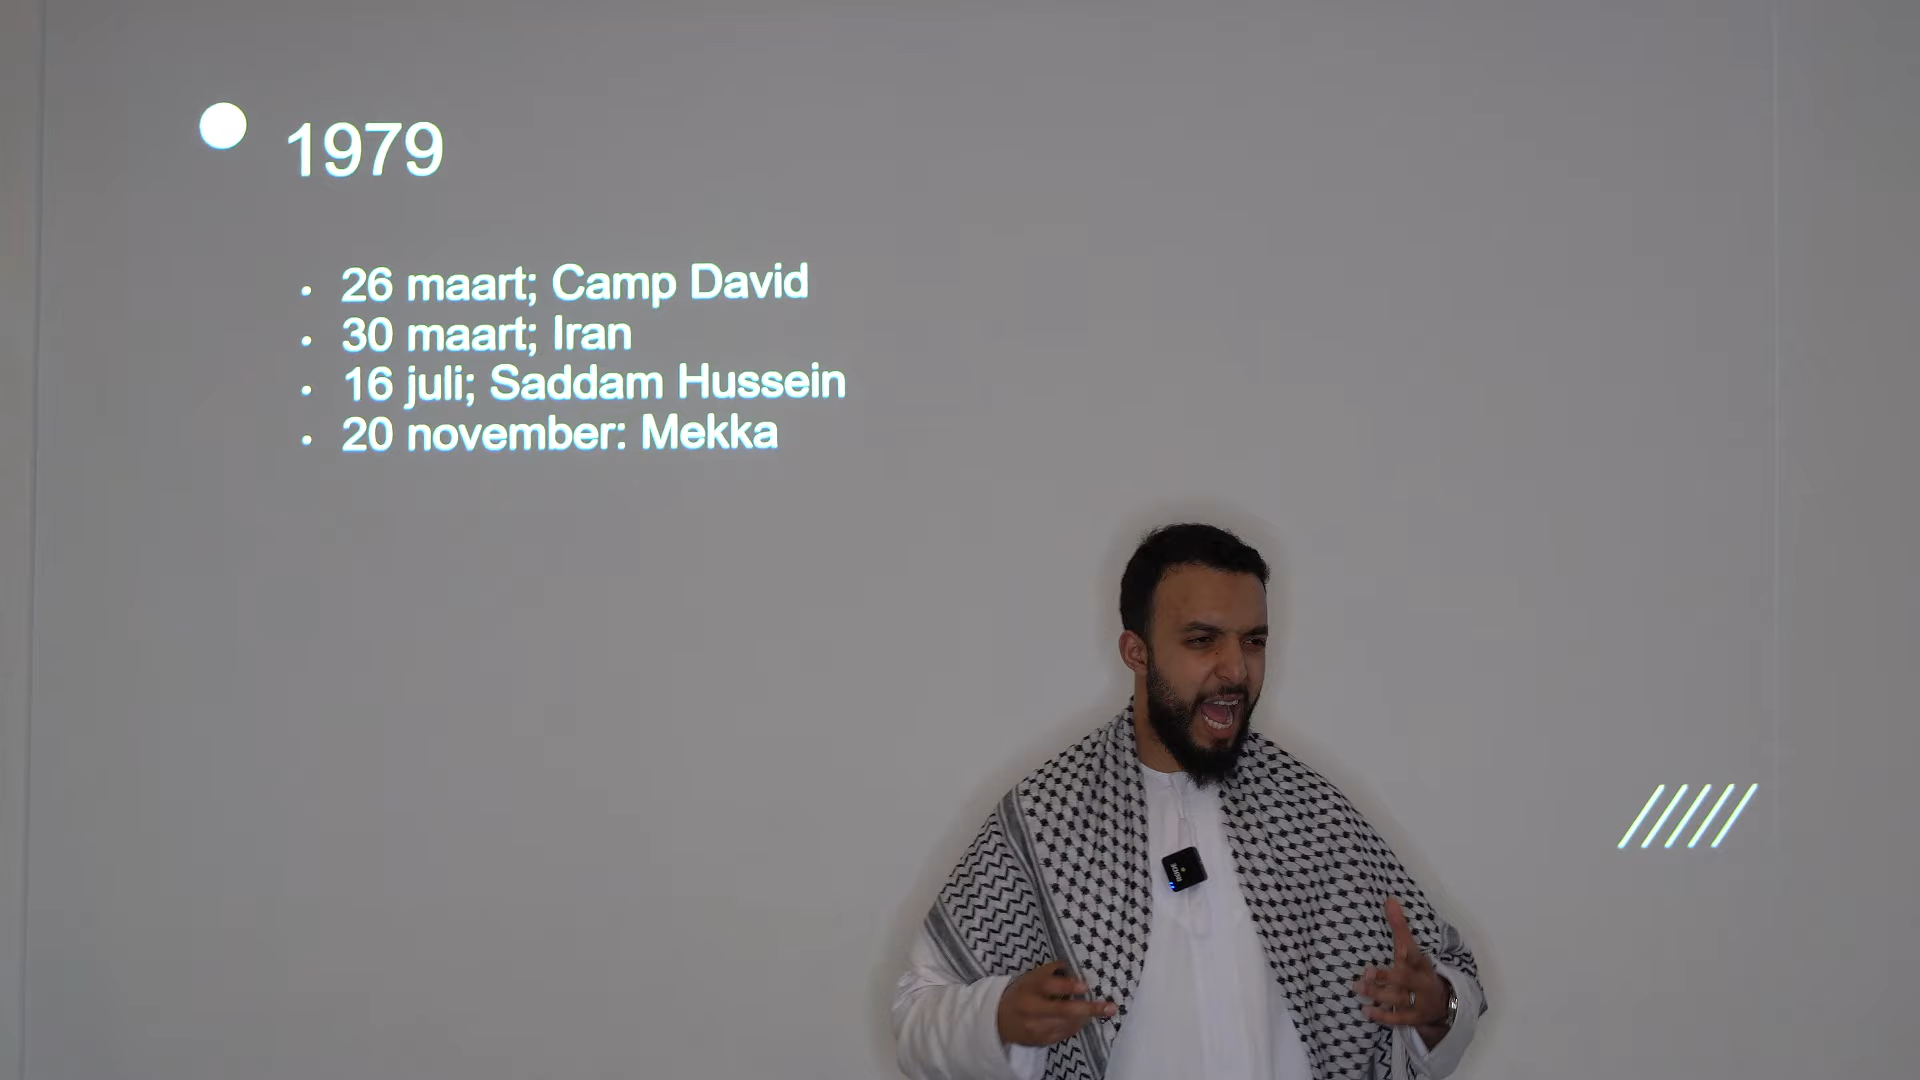 1979
• 26 maart; Camp David
• 30 maart; Iran
• 16 juli; Saddam Hussein
• 20 november: Mekka